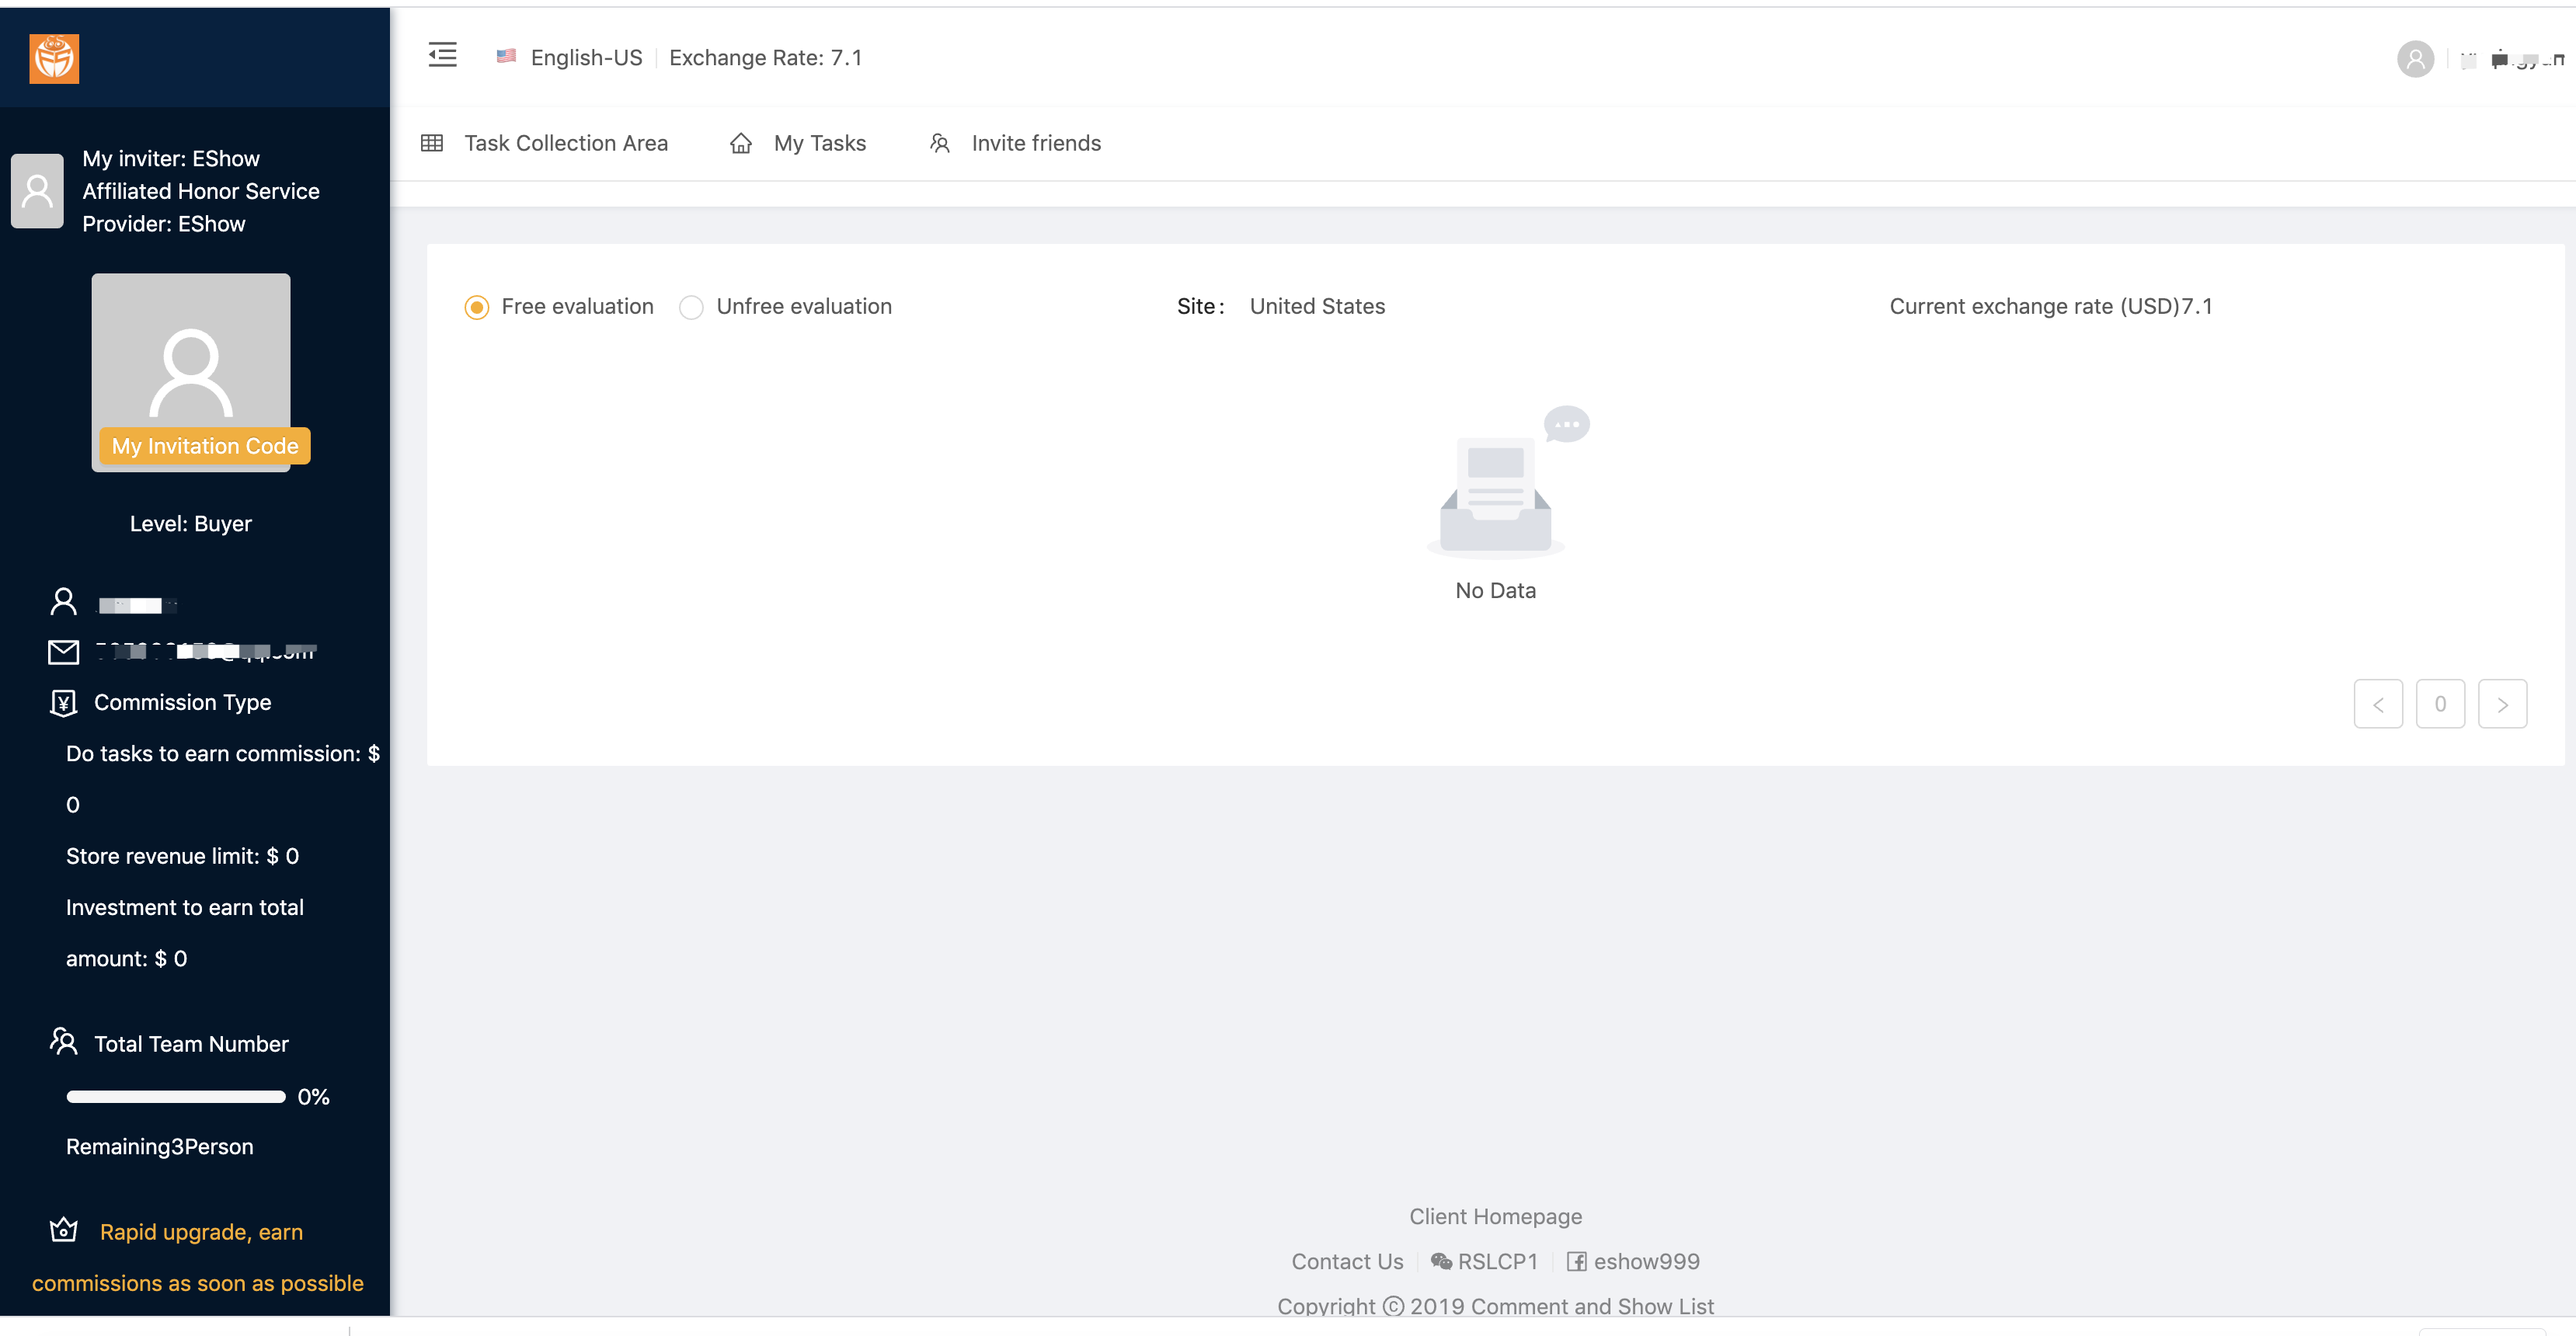 English-US
Exchange Rate: 7.1
Task Collection Area
My Tasks
Invite friends
My inviter: EShow
Affiliated Honor Service
Provider: EShow
My Invitation Code
Level: Buyer
Commission Type
Do tasks to earn commission: $
0
Store revenue limit: $ 0
Investment to earn total
amount: $ 0
Total Team Number
0%
Remaining3Person
Rapid upgrade, earn
commissions as soon as possible
Free evaluation
Unfree evaluation
Site:
United States
Current exchange rate (USD)7.1
No Data
< 0 >
Client Homepage
Contact Us
RSLCP1
eshow999
Copyright © 2019 Comment and Show List